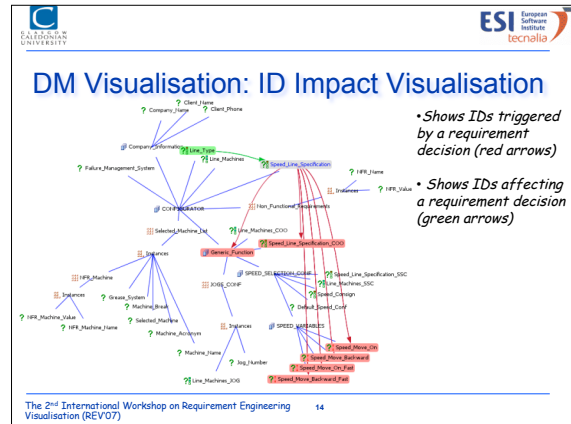 GLASGOW
CALEDONIAN
UNIVERSITY
ESI European
Software
Institute
tecnalia
DM Visualisation: ID Impact Visualisation
? Client_Name
? Company_Name
? Client_Phone
Company_Information
Line_Type
Line_Machines
Speed_Line_Specification
? Failure_Management_System
? NFR_Name
Instances
? NFR_Value
CONFIGURATOR
Non_Functional_Requirements
Selected_Machine_List
Line_Machines_COO
Speed_Line_Specification_COO
Instances
Generic_Function
NFR_Machine
SPEED_SELECTION_CONF
Speed_Line_Specification_SSC
Line_Machines_SSC
JOGS_CONF
Speed_Consign
Instances
? Grease_System
? Machine_Break
? Default_Speed_Conf
? NFR_Machine_Value
? NFR_Machine_Name
? Selected_Machine
? Machine_Acronym
Instances
SPEED_VARIABLES
? Machine_Name
? Jog_Number
Speed_Move_On
Speed_Move_Backward
Speed_Move_On_Fast
Speed_Move_Backward_Fast
Line_Machines_JOG
•Shows IDs triggered
by a requirement
decision (red arrows)
• Shows IDs affecting
a requirement decision
(green arrows)
The 2nd International Workshop on Requirement Engineering
Visualisation (REV'07)
14